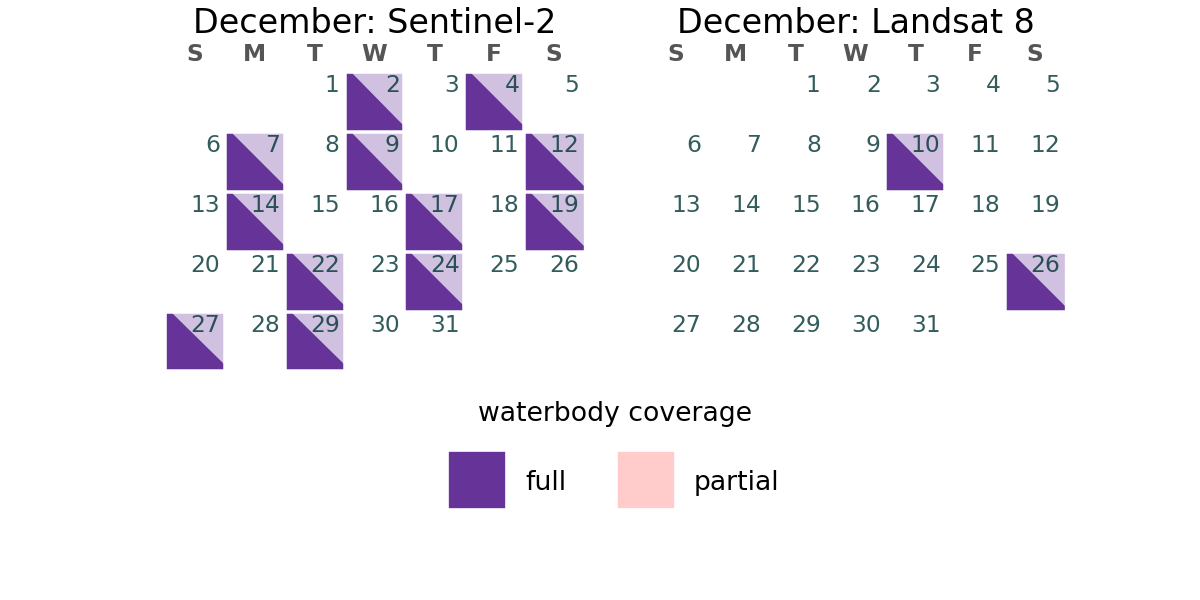 December: Sentinel-2
S M T W T F S
1 2 3 4 5
6 7 8 9 10 11 12
13 14 15 16 17 18 19
20 21 22 23 24 25 26
27 28 29 30 31
December: Landsat 8
S M T W T F S
1 2 3 4 5
6 7 8 9 10 11 12
13 14 15 16 17 18 19
20 21 22 23 24 25 26
27 28 29 30 31
waterbody coverage
full partial